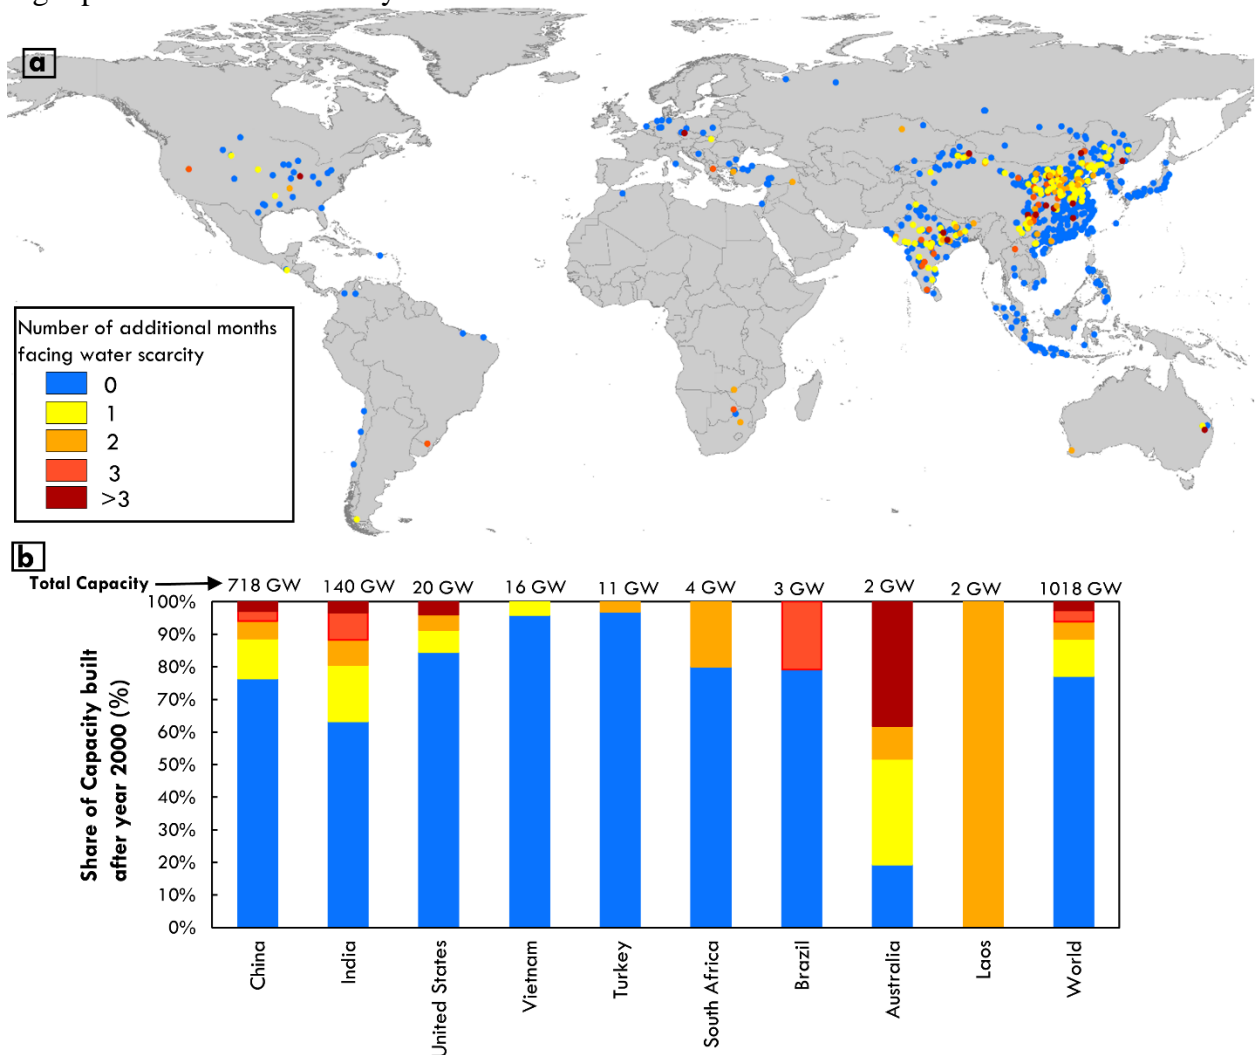 a
Number of additional months
facing water scarcity
0
1
2
3
>3
b
Total Capacity
718 GW
140 GW
20 GW
16 GW
11 GW
4 GW
3 GW
2 GW
2 GW
1018 GW
100%
90%
80%
70%
60%
50%
40%
30%
20%
10%
0%
Share of Capacity built
after year 2000 (%)
China
India
United States
Vietnam
Turkey
South Africa
Brazil
Australia
Laos
World